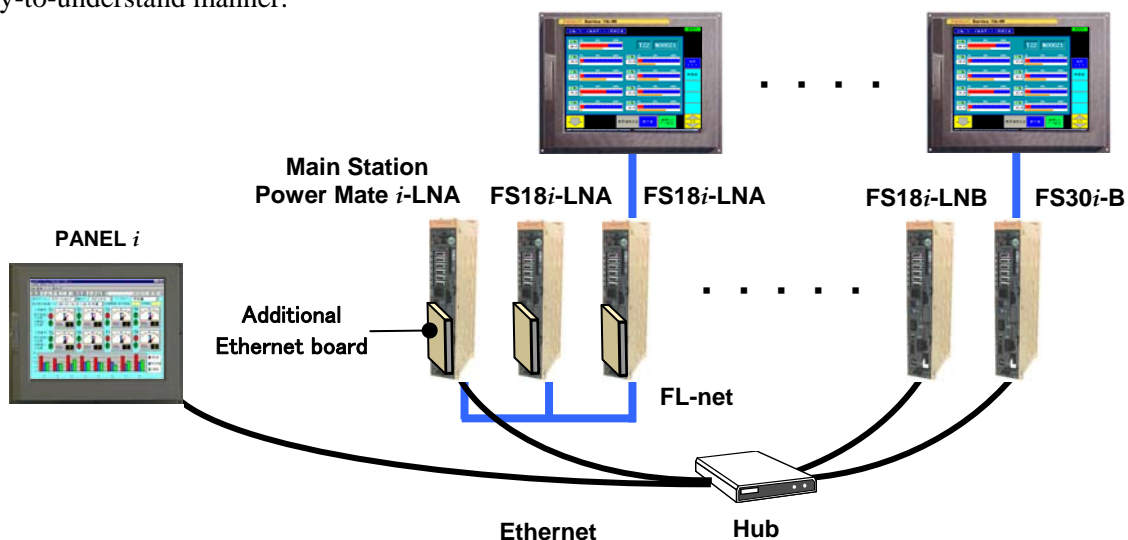 y-to-understand manner.
Main Station
Power Mate i-LNA
FS18i-LNA
FS18i-LNA
FS18i-LNB
FS30i-B
PANEL i
Additional
Ethernet board
FL-net
Ethernet
Hub